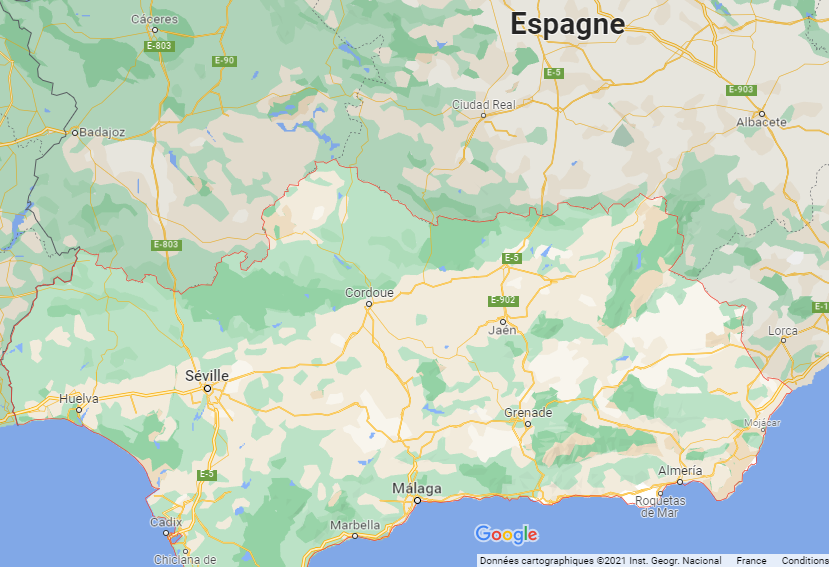 Cáceres
Espagne
E-803
E-90
E-5
E-903
Ciudad Real
Albacete
Badajoz
E-803
E-5
Cordoue
E-902
Jaén
Lorca
Séville
Huelva
Grenade
Mojácar
E-5
Almería
Málaga
Roquetas
de Mar
Cadix
Marbella
Google
Chiclana de
Données cartographiques ©2021 Inst. Geogr. Nacional France Conditions